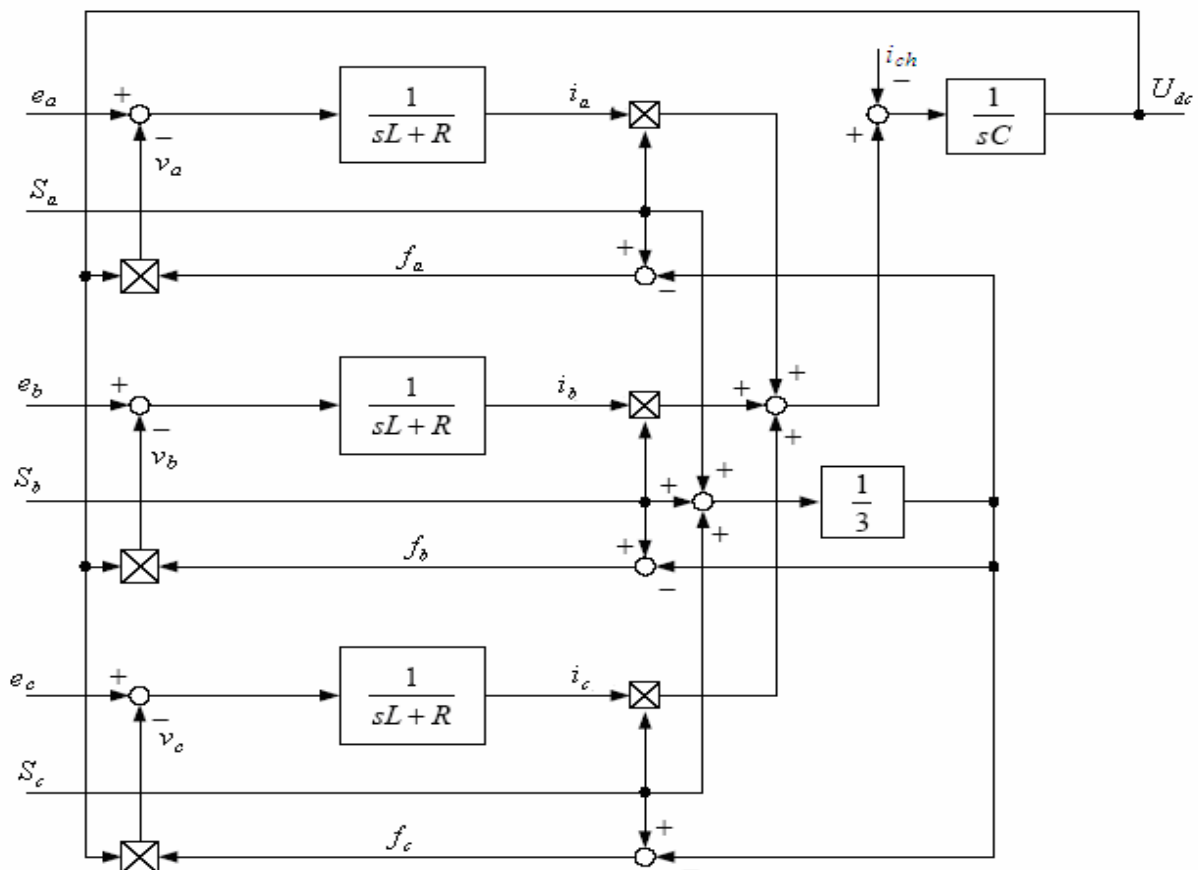 i_ch
−
e_a
+
1
sL + R
i_a
1
sC
U_dc
−
v_a
+
S_a
f_a
+
−
e_b
+
1
sL + R
i_b
+
+
−
v_b
+
S_b
+
+
1
3
+
f_b
+
−
e_c
+
1
sL + R
i_c
−
v_c
S_c
f_c
+